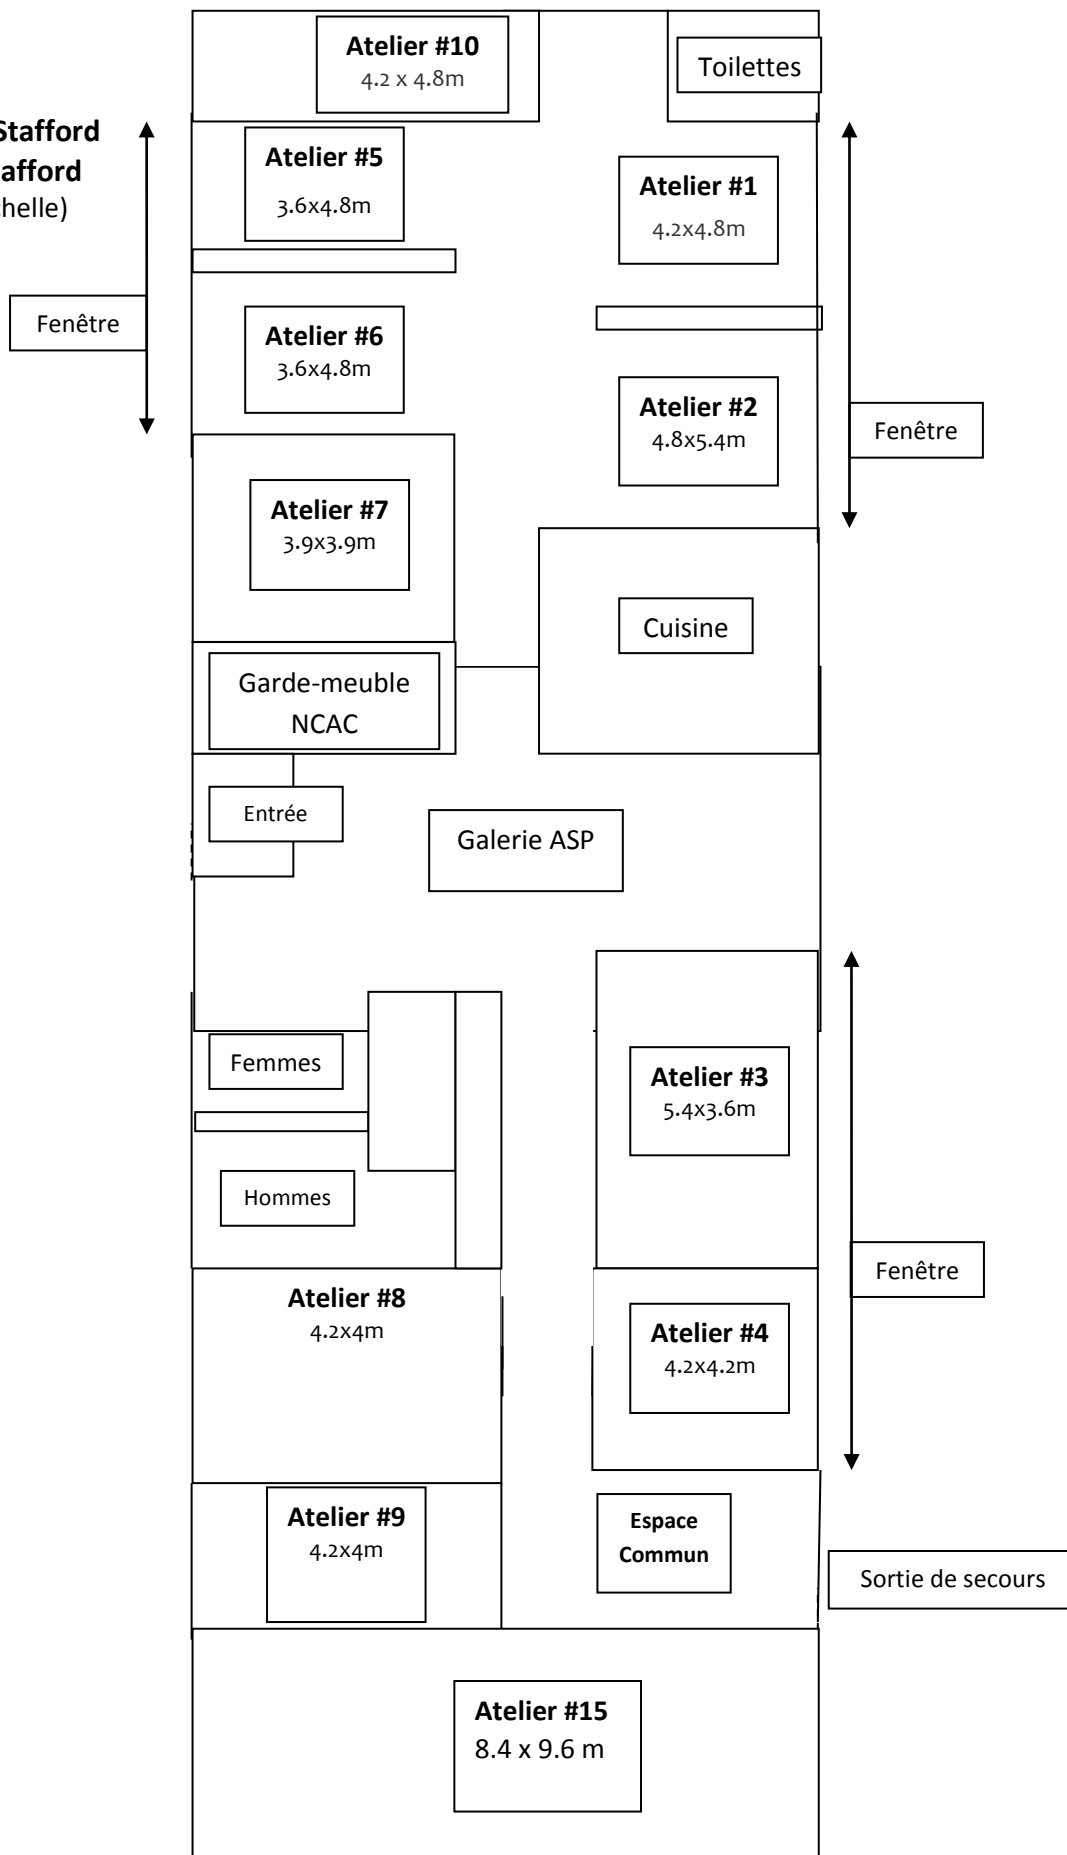 Atelier #10
4.2 x 4.8m
Toilettes
Stafford
afford
chelle)
Atelier #5
3.6x4.8m
Atelier #1
4.2x4.8m
Fenêtre
Atelier #6
3.6x4.8m
Atelier #2
4.8x5.4m
Fenêtre
Atelier #7
3.9x3.9m
Cuisine
Garde-meuble
NCAC
Entrée
Galerie ASP
Femmes
Atelier #3
5.4x3.6m
Hommes
Fenêtre
Atelier #8
4.2x4m
Atelier #4
4.2x4.2m
Atelier #9
4.2x4m
Espace
Commun
Sortie de secours
Atelier #15
8.4 x 9.6 m